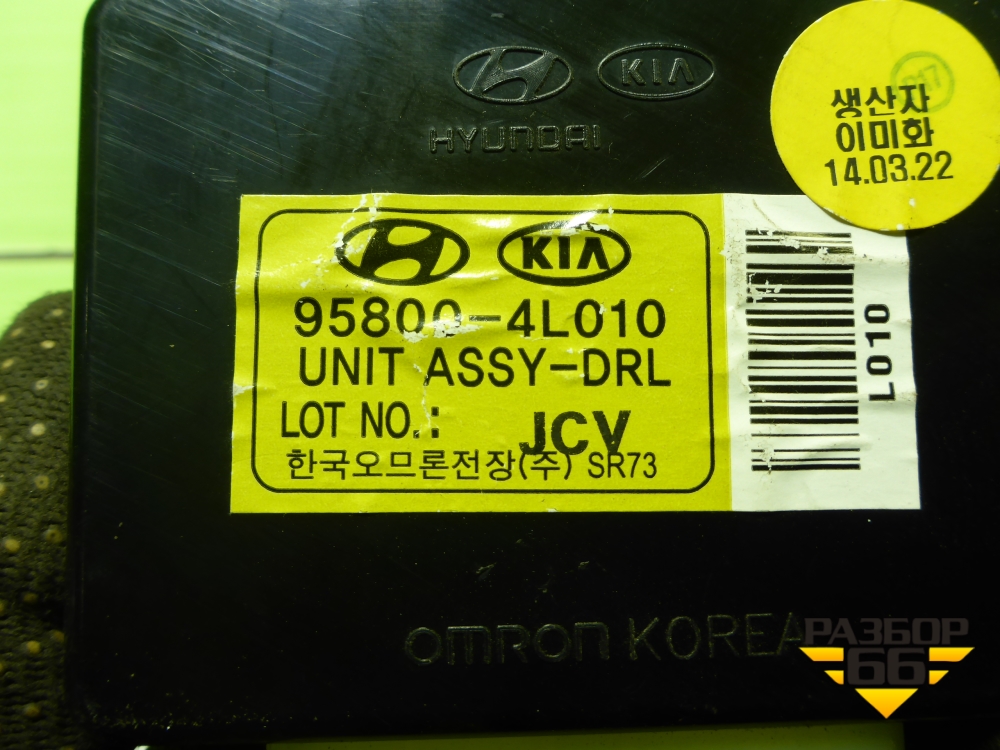 KIA
HYUNDAI
생산자
이미화
14.03.22
KIA
95800-4L010
UNIT ASSY-DRL
LOT NO.: JCV
한국오므론전장(주) SR73
L010
omron KOREA
РАЗБОР
66